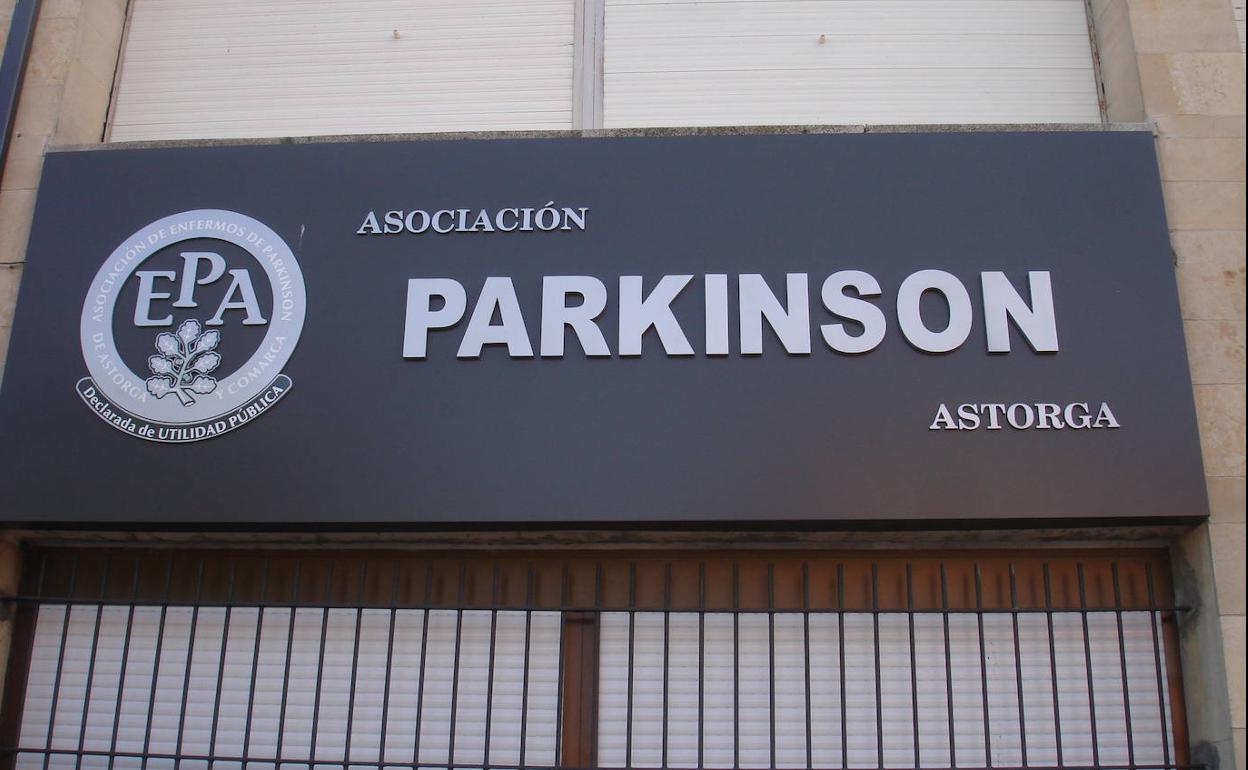 ASOCIACIÓN DE ENFERMOS DE PARKINSON
DE ASTORGA Y COMARCA
EPA
Declarada de UTILIDAD PÚBLICA
ASOCIACIÓN
PARKINSON
ASTORGA